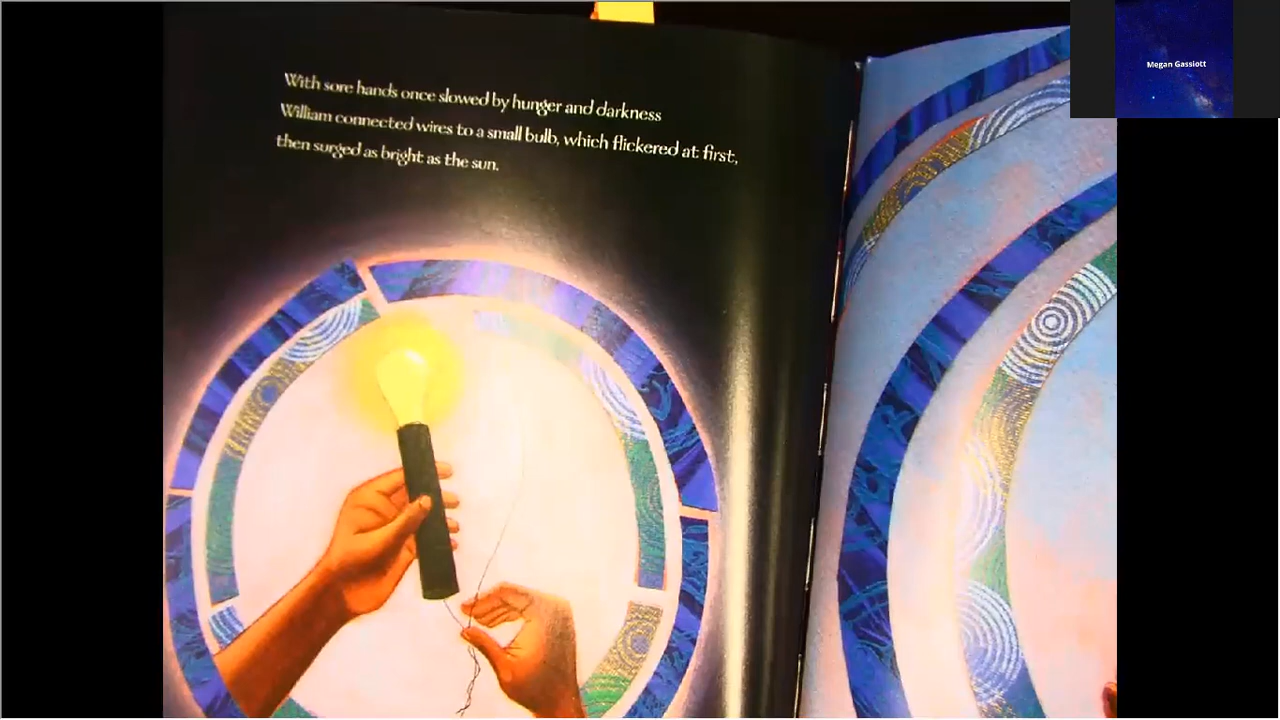 With sore hands once slowed by hunger and darkness
William connected wires to a small bulb, which flickered at first,
then surged as bright as the sun.
Megan Gassiott